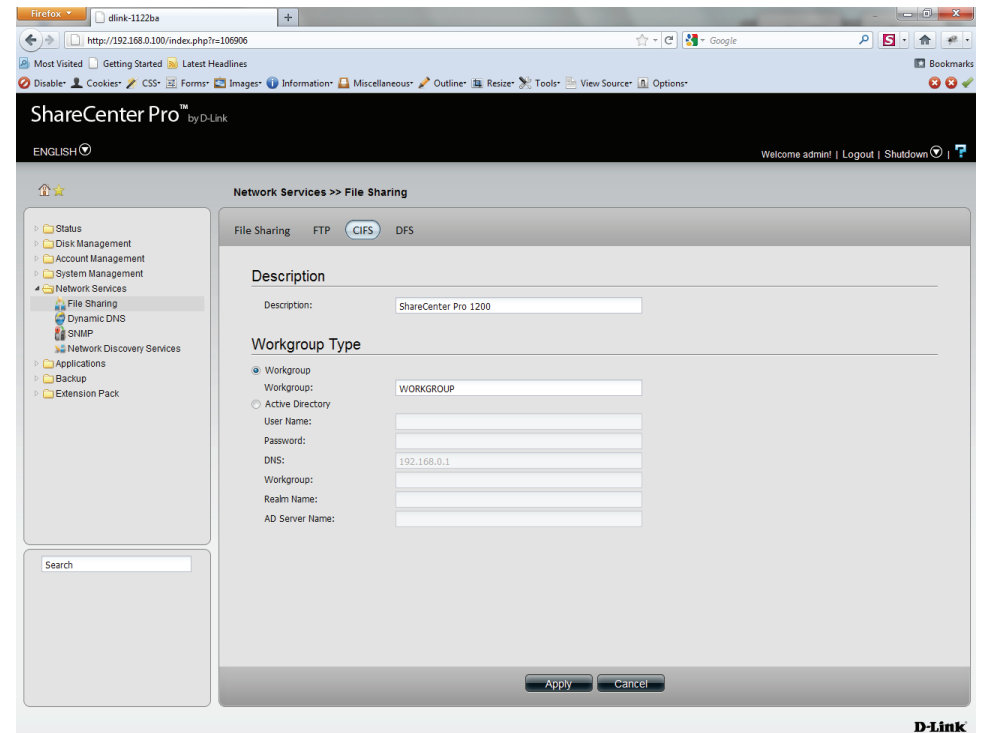 Firefox
dlink-1122ba
http://192.168.0.100/index.php?r=106906
Google
Most Visited Getting Started Latest Headlines Bookmarks
Disable Cookies CSS Forms Images Information Miscellaneous Outline Resize Tools View Source Options
ShareCenter Pro™ by D-Link
ENGLISH
Welcome admin! | Logout | Shutdown | ?
Network Services >> File Sharing
Status
Disk Management
Account Management
System Management
Network Services
File Sharing
Dynamic DNS
SNMP
Network Discovery Services
Applications
Backup
Extension Pack
Search
File Sharing FTP CIFS DFS
Description
Description: ShareCenter Pro 1200
Workgroup Type
Workgroup
Workgroup: WORKGROUP
Active Directory
User Name:
Password:
DNS: 192.168.0.1
Workgroup:
Realm Name:
AD Server Name:
Apply Cancel
D-Link